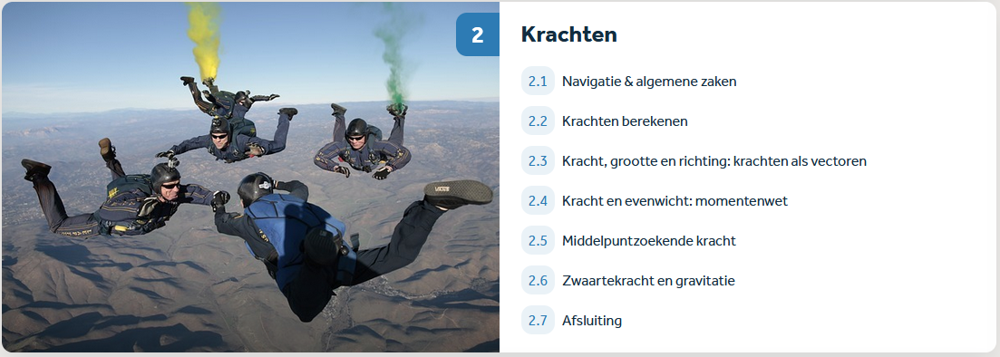 2
Krachten
2.1 Navigatie & algemene zaken
2.2 Krachten berekenen
2.3 Kracht, grootte en richting: krachten als vectoren
2.4 Kracht en evenwicht: momentenwet
2.5 Middelpuntzoekende kracht
2.6 Zwaartekracht en gravitatie
2.7 Afsluiting